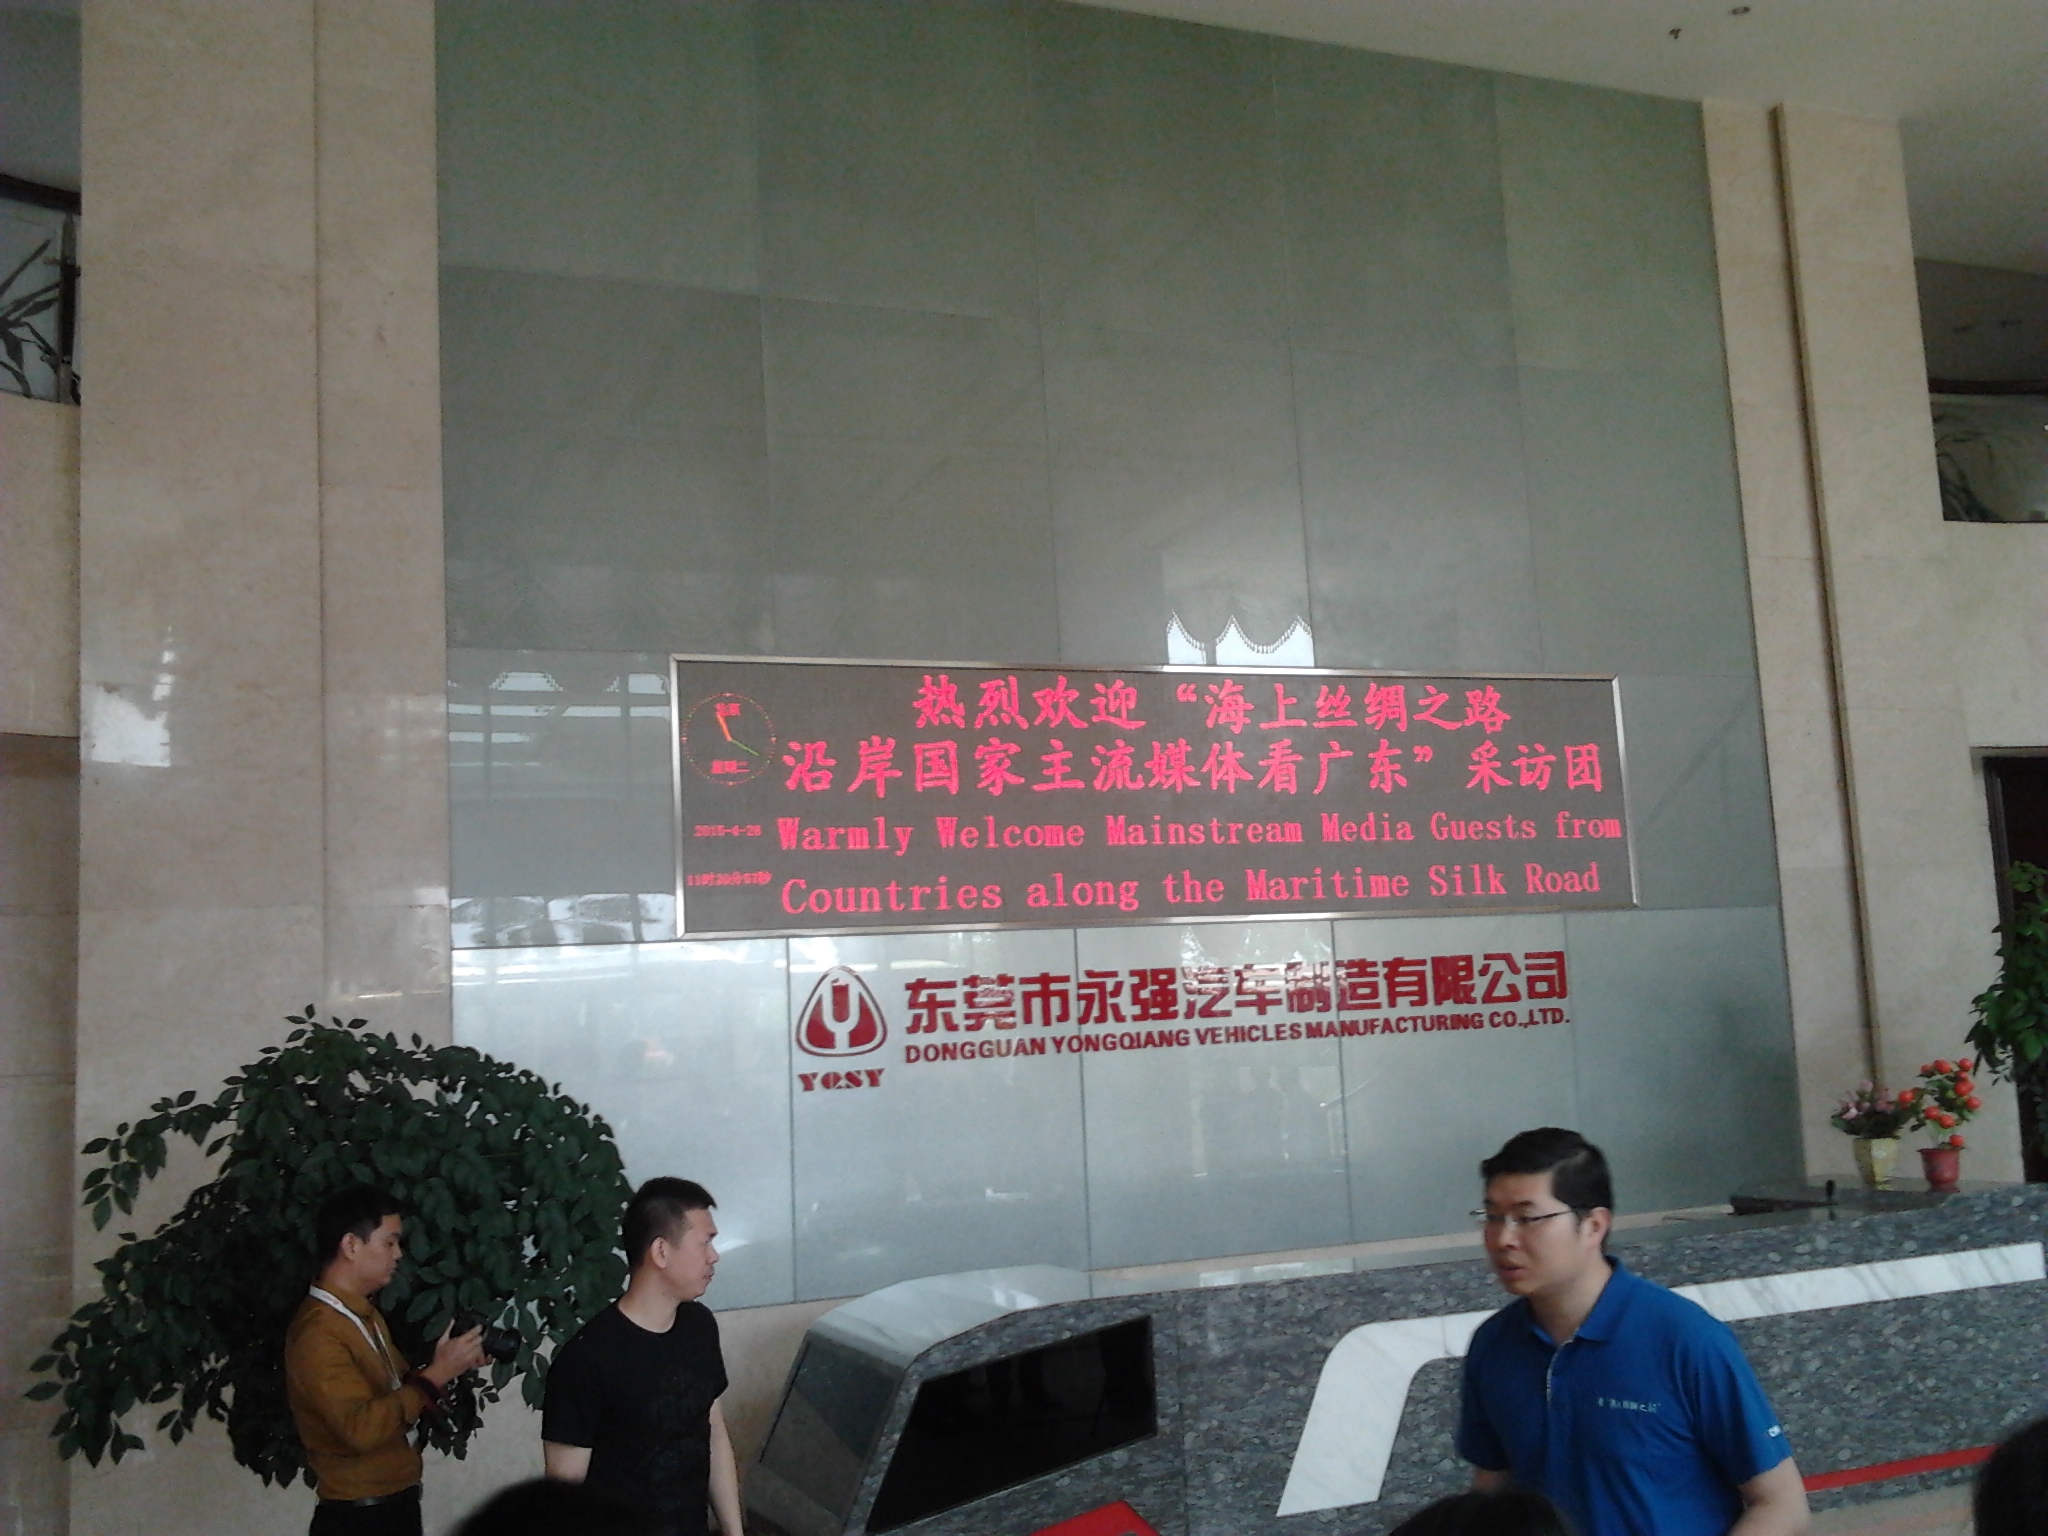 热烈欢迎“海上丝绸之路
沿岸国家主流媒体看广东”采访团
Warmly Welcome Mainstream Media Guests from
Countries along the Maritime Silk Road
东莞市永强汽车制造有限公司
DONGGUAN YONGQIANG VEHICLES MANUFACTURING CO.,LTD.
YQSY